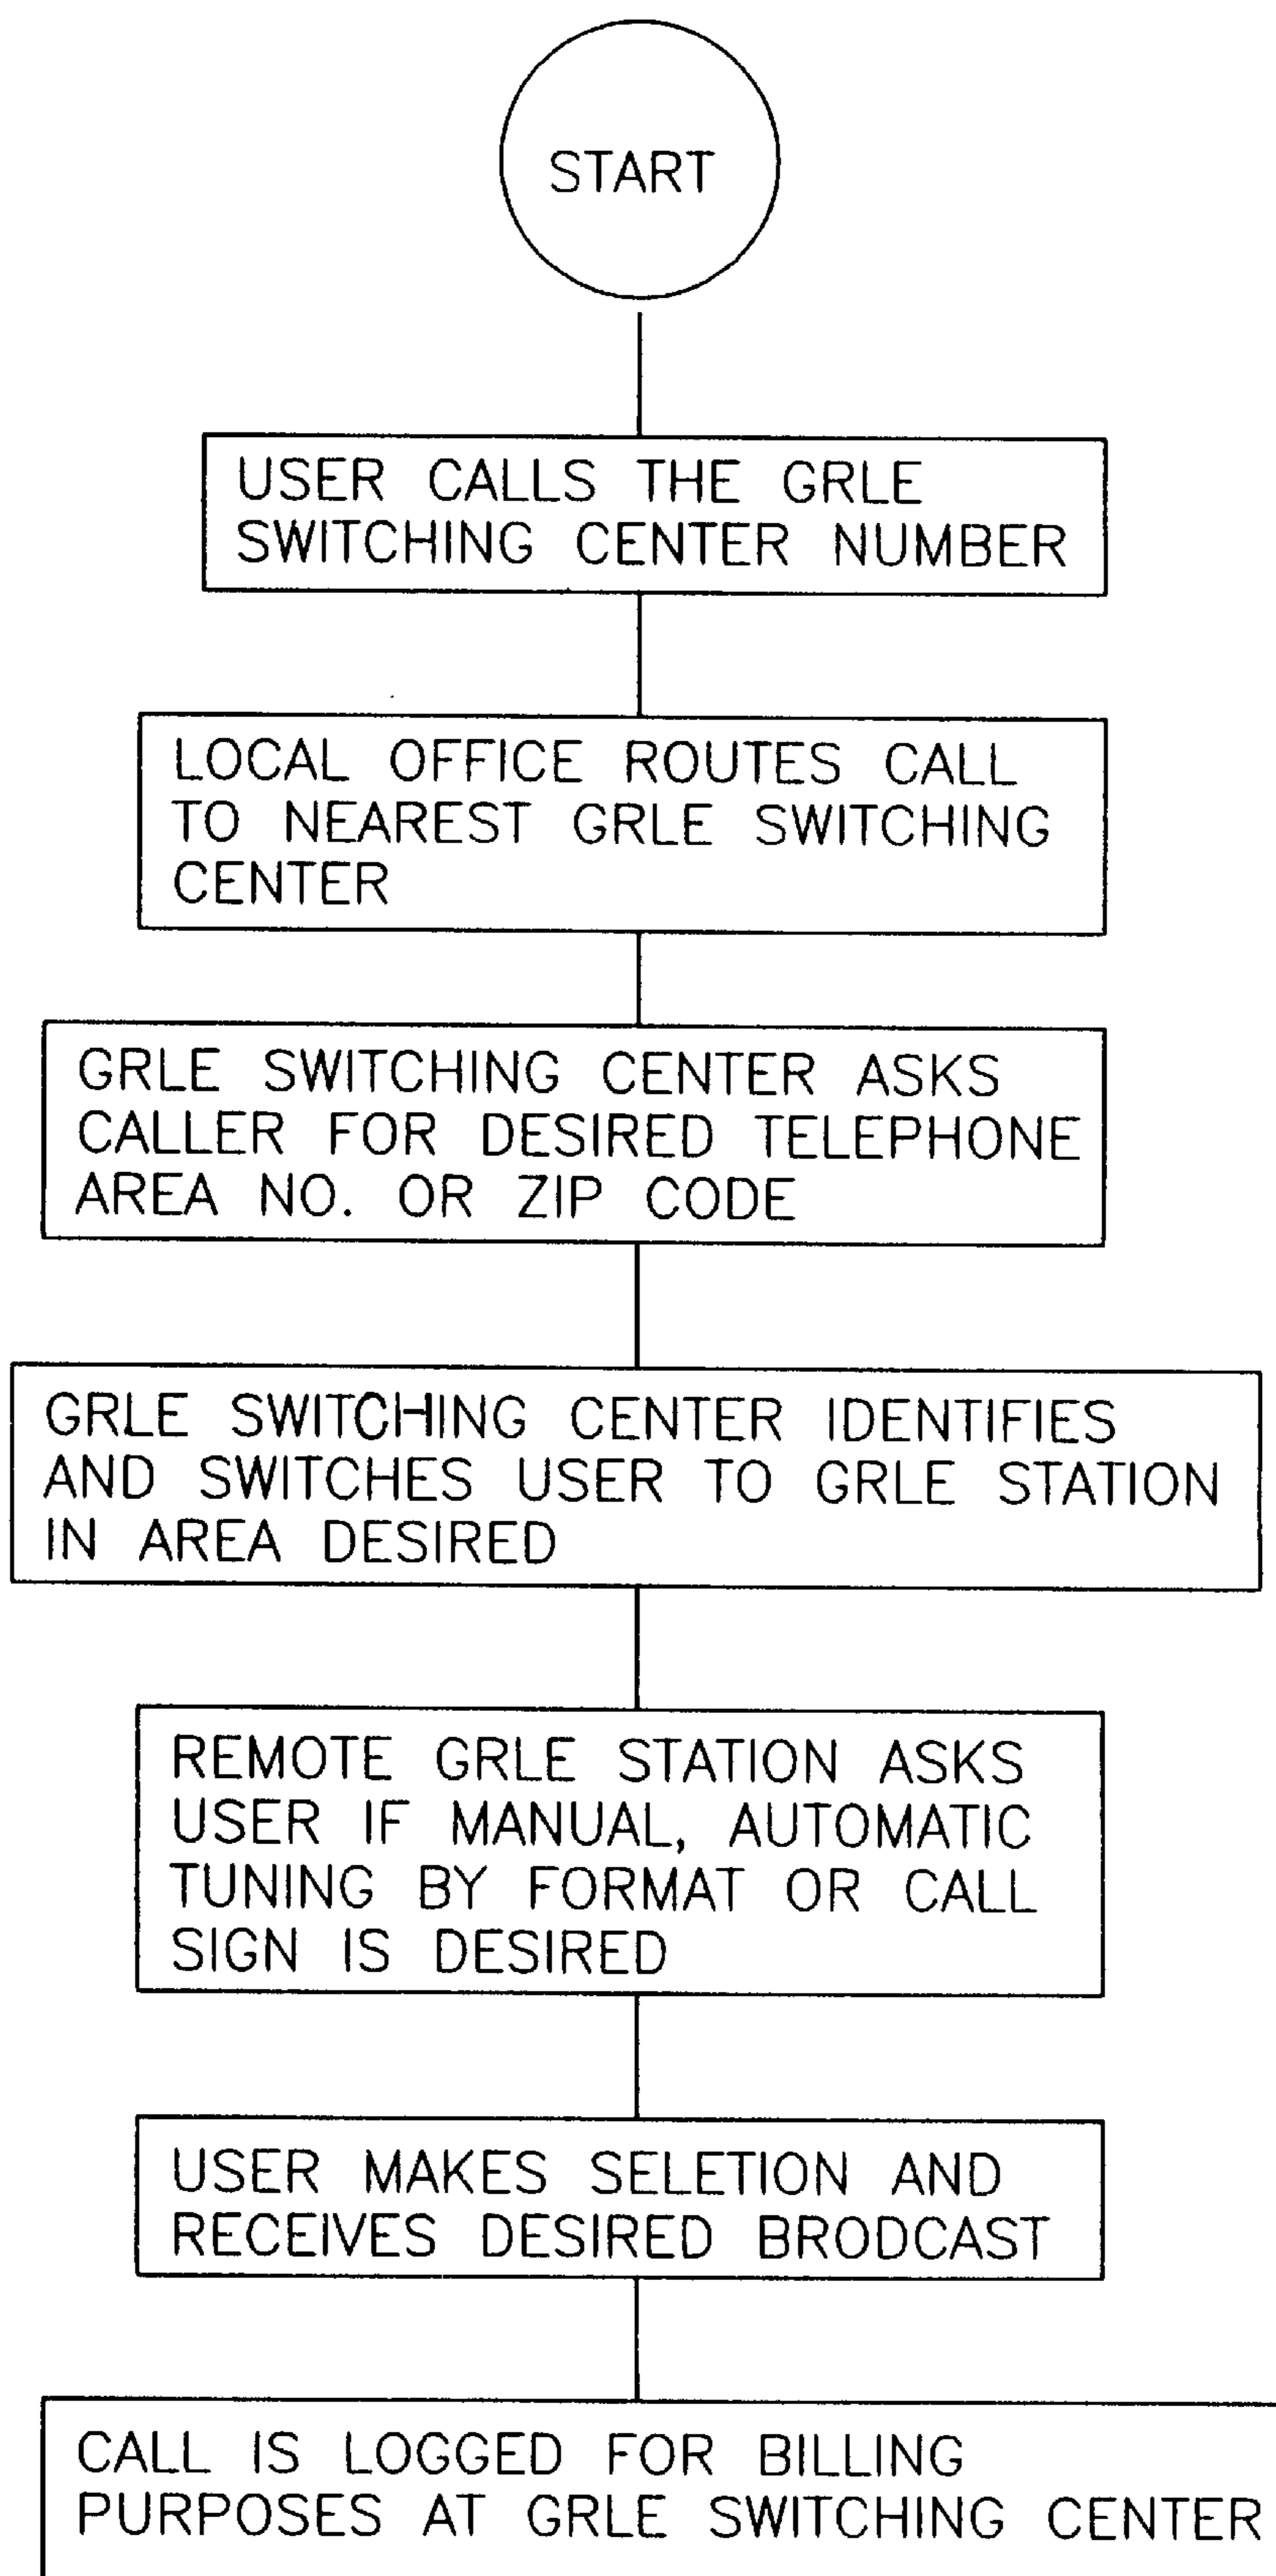 START
USER CALLS THE GRLE
SWITCHING CENTER NUMBER
LOCAL OFFICE ROUTES CALL
TO NEAREST GRLE SWITCHING
CENTER
GRLE SWITCHING CENTER ASKS
CALLER FOR DESIRED TELEPHONE
AREA NO. OR ZIP CODE
GRLE SWITCHING CENTER IDENTIFIES
AND SWITCHES USER TO GRLE STATION
IN AREA DESIRED
REMOTE GRLE STATION ASKS
USER IF MANUAL, AUTOMATIC
TUNING BY FORMAT OR CALL
SIGN IS DESIRED
USER MAKES SELETION AND
RECEIVES DESIRED BRODCAST
CALL IS LOGGED FOR BILLING
PURPOSES AT GRLE SWITCHING CENTER